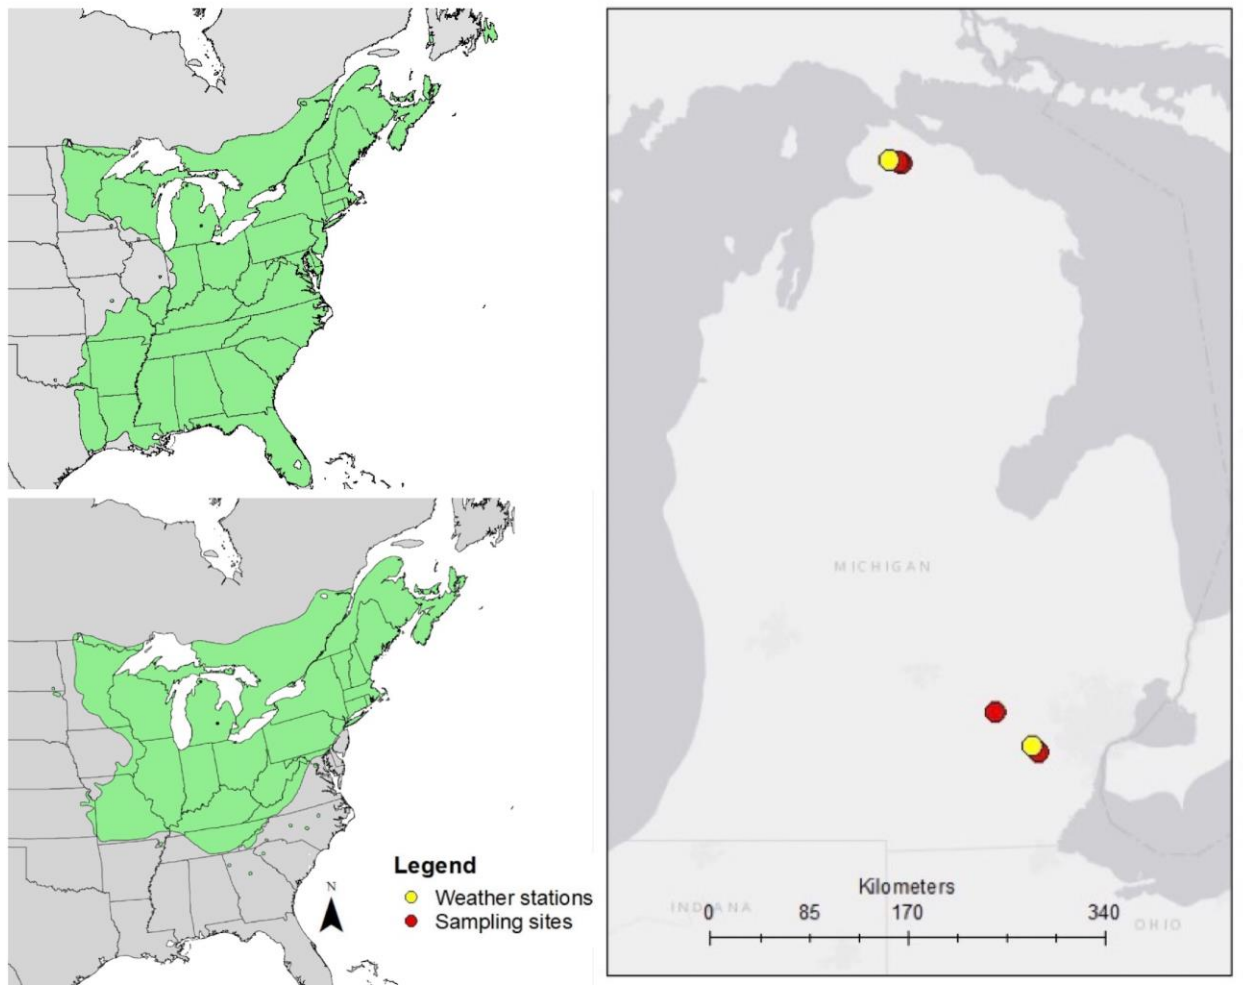 MICHIGAN
N
Legend
Weather stations
Sampling sites
Kilometers
0 85 170 340
INDIANA
OHIO